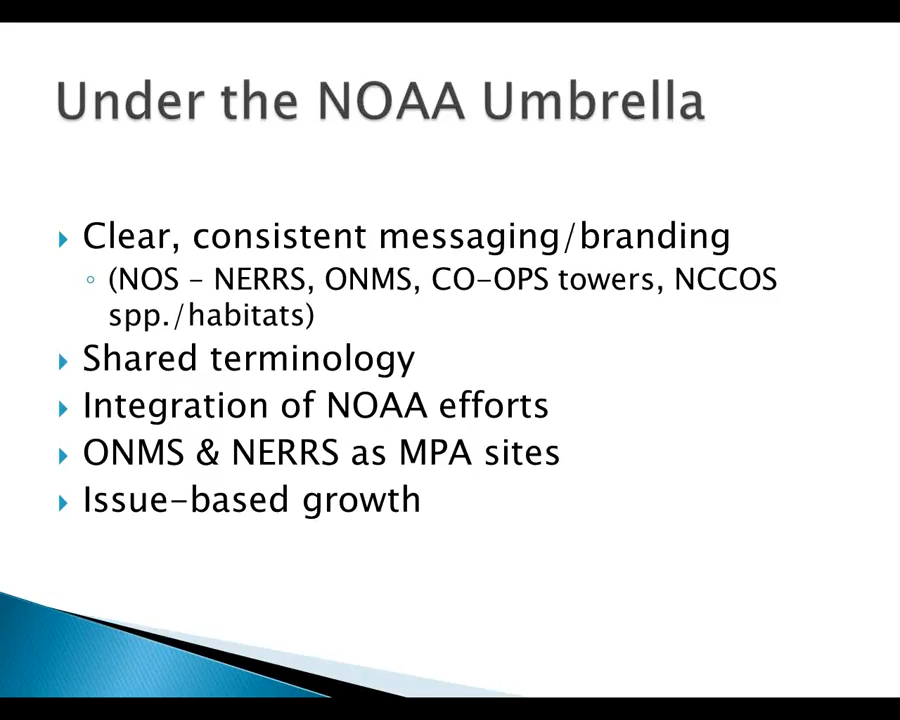 Under the NOAA Umbrella
Clear, consistent messaging/branding
(NOS – NERRS, ONMS, CO-OPS towers, NCCOS
spp./habitats)
Shared terminology
Integration of NOAA efforts
ONMS & NERRS as MPA sites
Issue-based growth